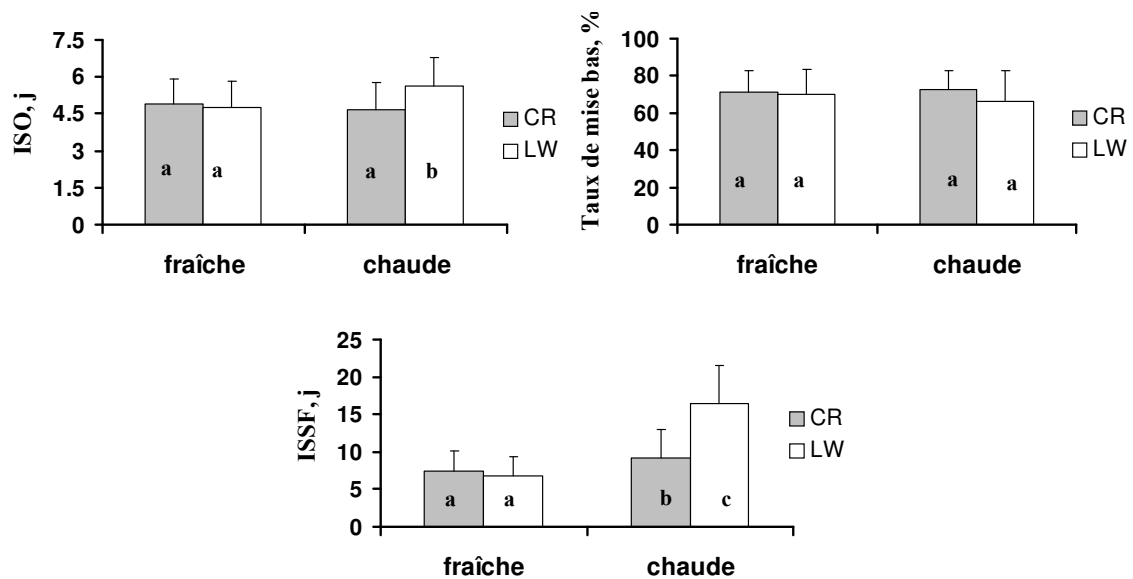 ISO, j
7.5
6
4.5
3
1.5
0
a
a
a
b
fraîche
chaude
CR
LW
Taux de mise bas, %
100
80
60
40
20
0
a
a
a
a
fraîche
chaude
CR
LW
ISSF, j
25
20
15
10
5
0
a
a
b
c
fraîche
chaude
CR
LW